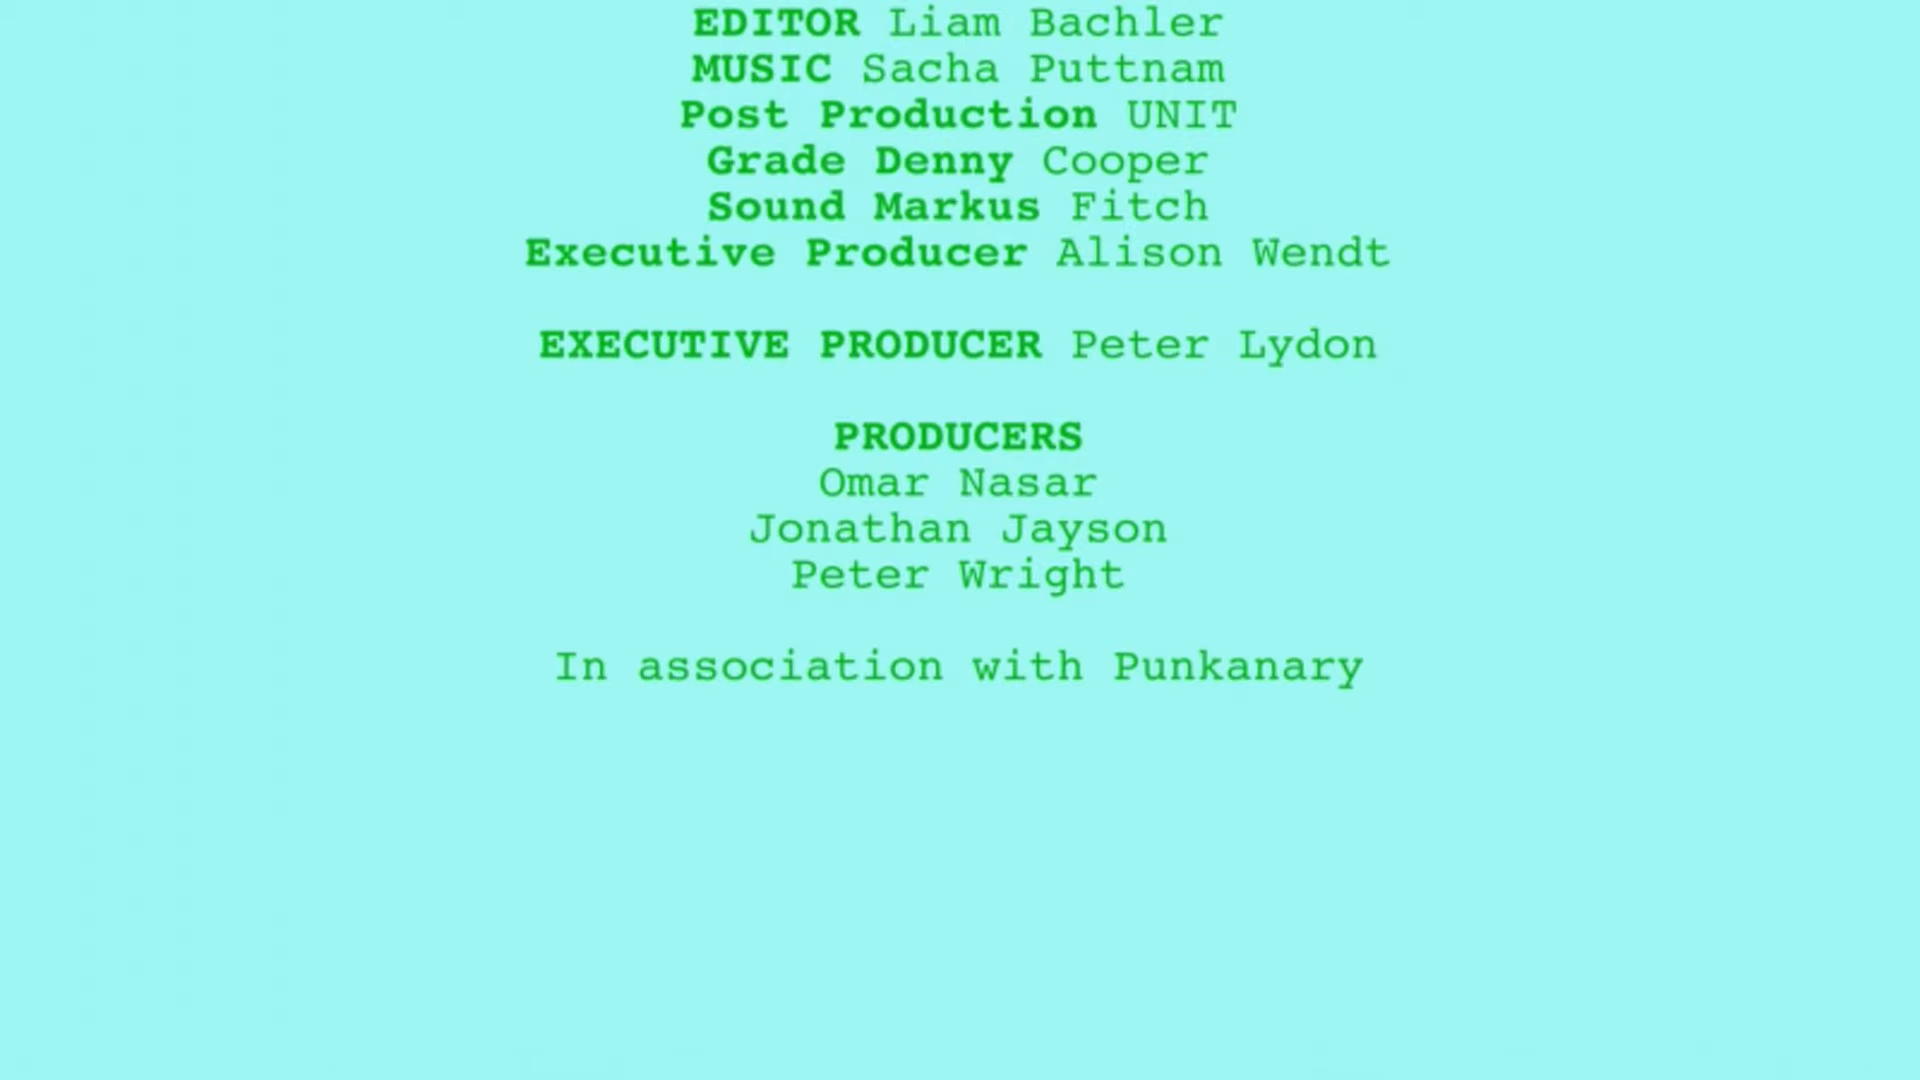 EDITOR Liam Bachler
MUSIC Sacha Puttnam
Post Production UNIT
Grade Denny Cooper
Sound Markus Fitch
Executive Producer Alison Wendt
EXECUTIVE PRODUCER Peter Lydon
PRODUCERS
Omar Nasar
Jonathan Jayson
Peter Wright
In association with Punkanary